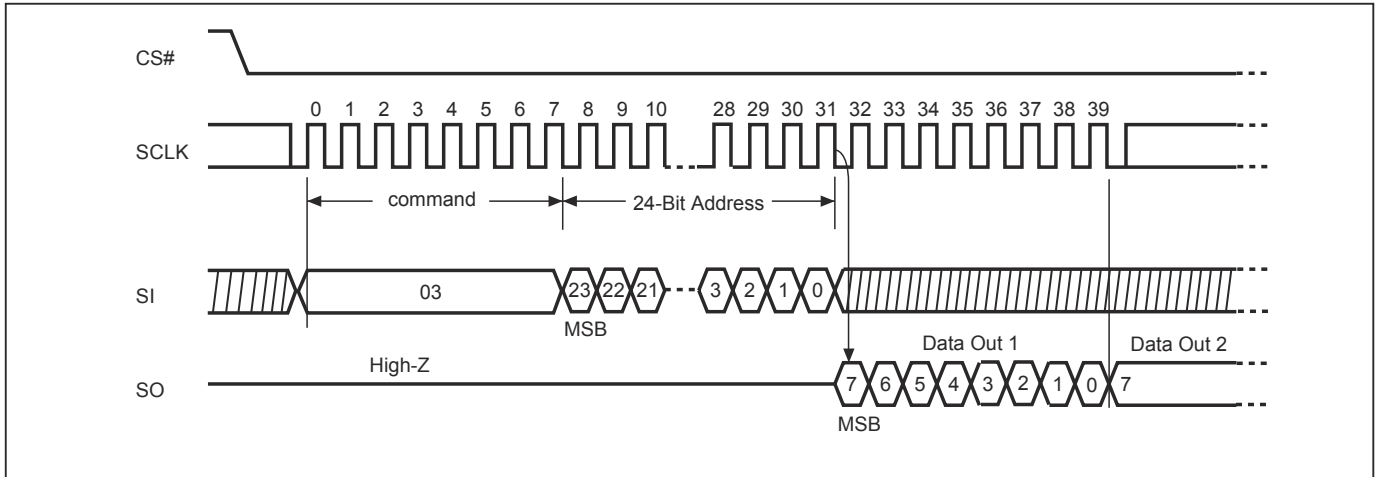 CS#
0 1 2 3 4 5 6 7 8 9 10 28 29 30 31 32 33 34 35 36 37 38 39
SCLK
command 24-Bit Address
SI 03 23 22 21 3 2 1 0
MSB
Data Out 1 Data Out 2
High-Z
SO 7 6 5 4 3 2 1 0 7
MSB